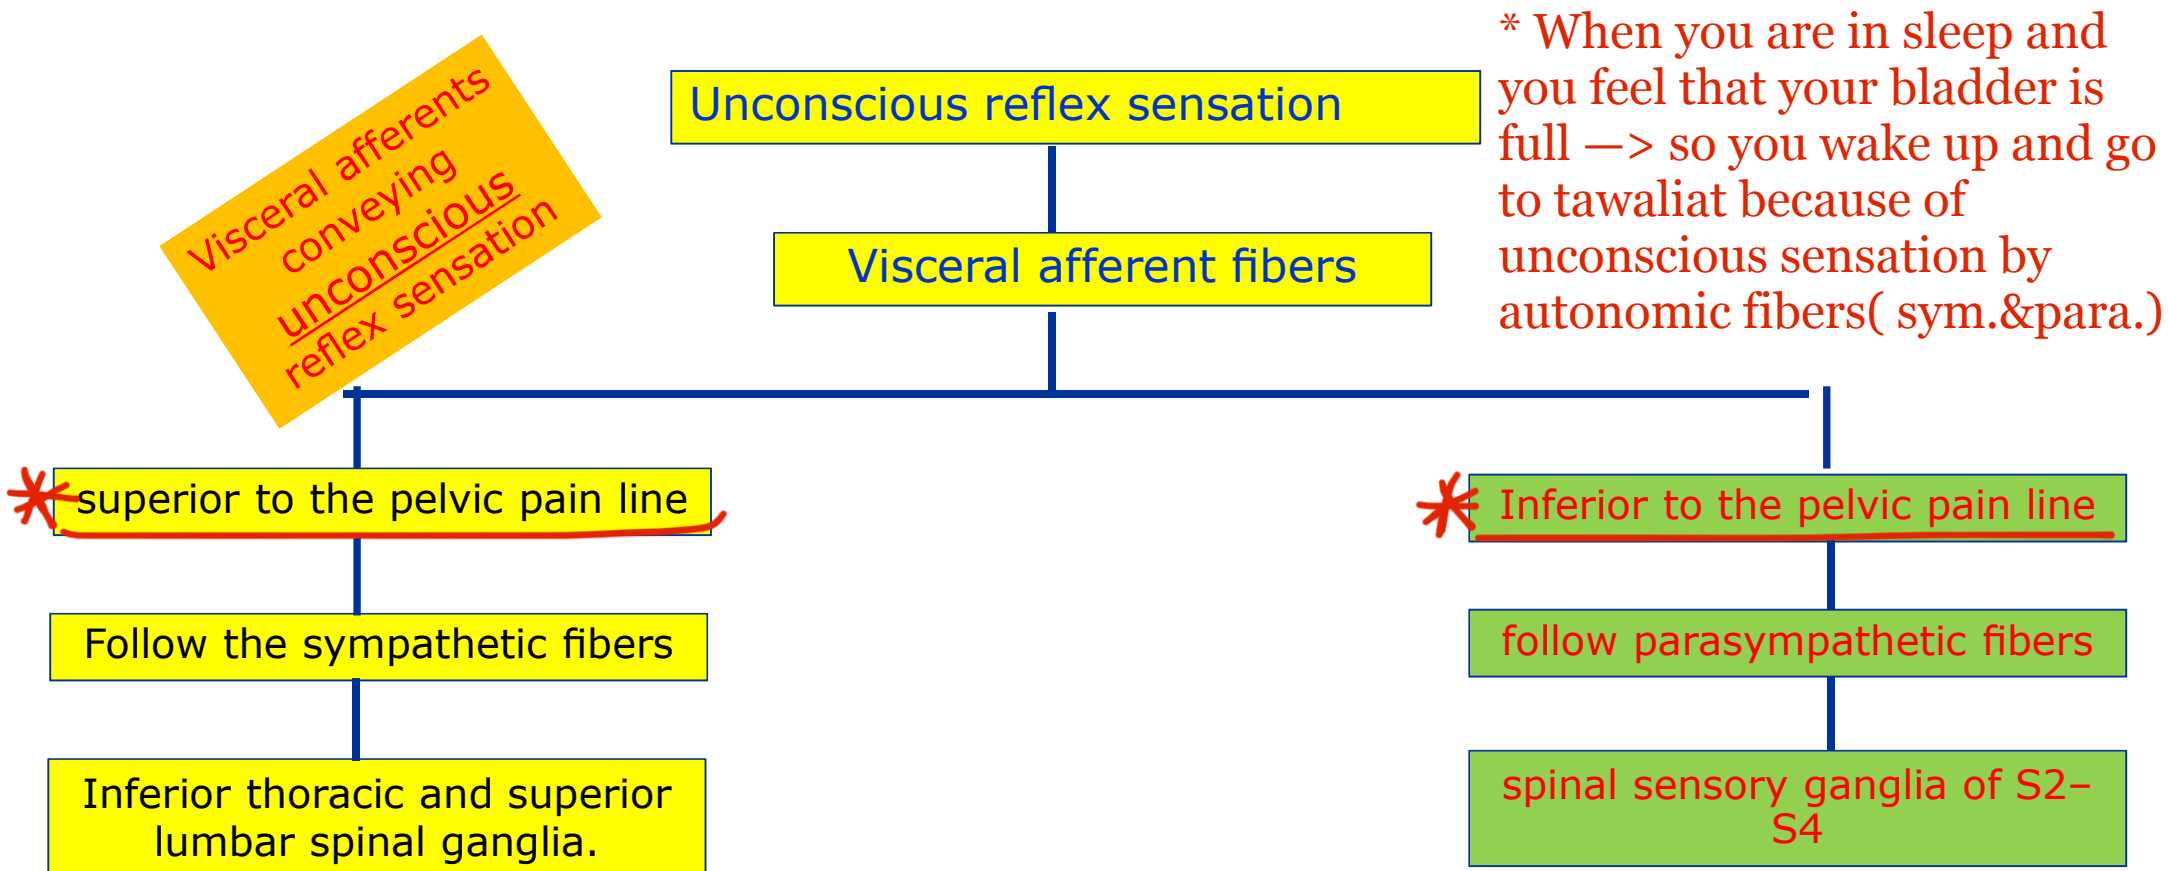 Visceral afferents
conveying
unconscious
reflex sensation
Unconscious reflex sensation
* When you are in sleep and
you feel that your bladder is
full —> so you wake up and go
to tawaliat because of
unconscious sensation by
autonomic fibers( sym.&para.)
Visceral afferent fibers
superior to the pelvic pain line
Follow the sympathetic fibers
Inferior thoracic and superior
lumbar spinal ganglia.
Inferior to the pelvic pain line
follow parasympathetic fibers
spinal sensory ganglia of S2–
S4